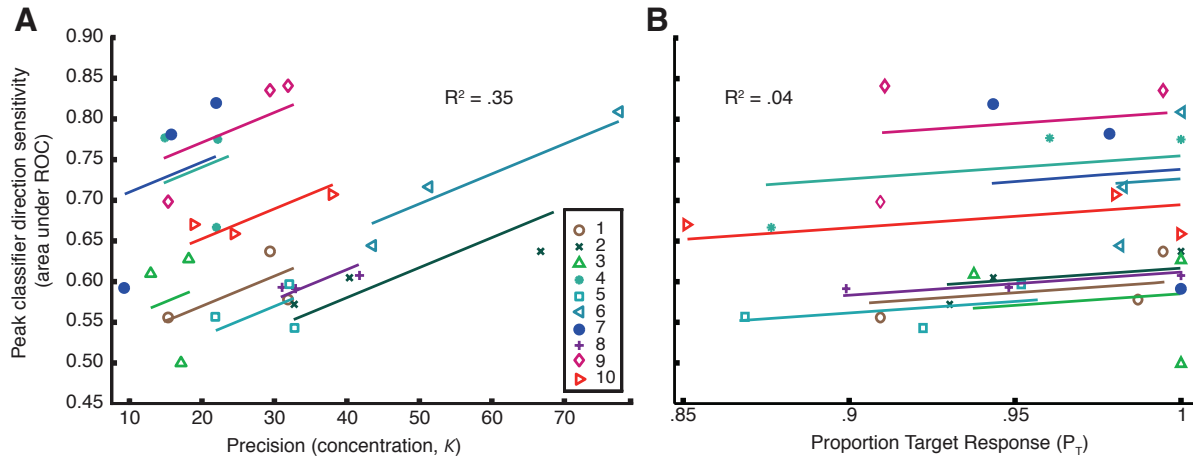 A
B
Peak classifier direction sensitivity
(area under ROC)
0.90
0.85
0.80
0.75
0.70
0.65
0.60
0.55
0.50
0.45
R² = .35
R² = .04
1
2
3
4
5
6
7
8
9
10
10 20 30 40 50 60 70
.85 .9 .95 1
Precision (concentration, K)
Proportion Target Response (P_T)